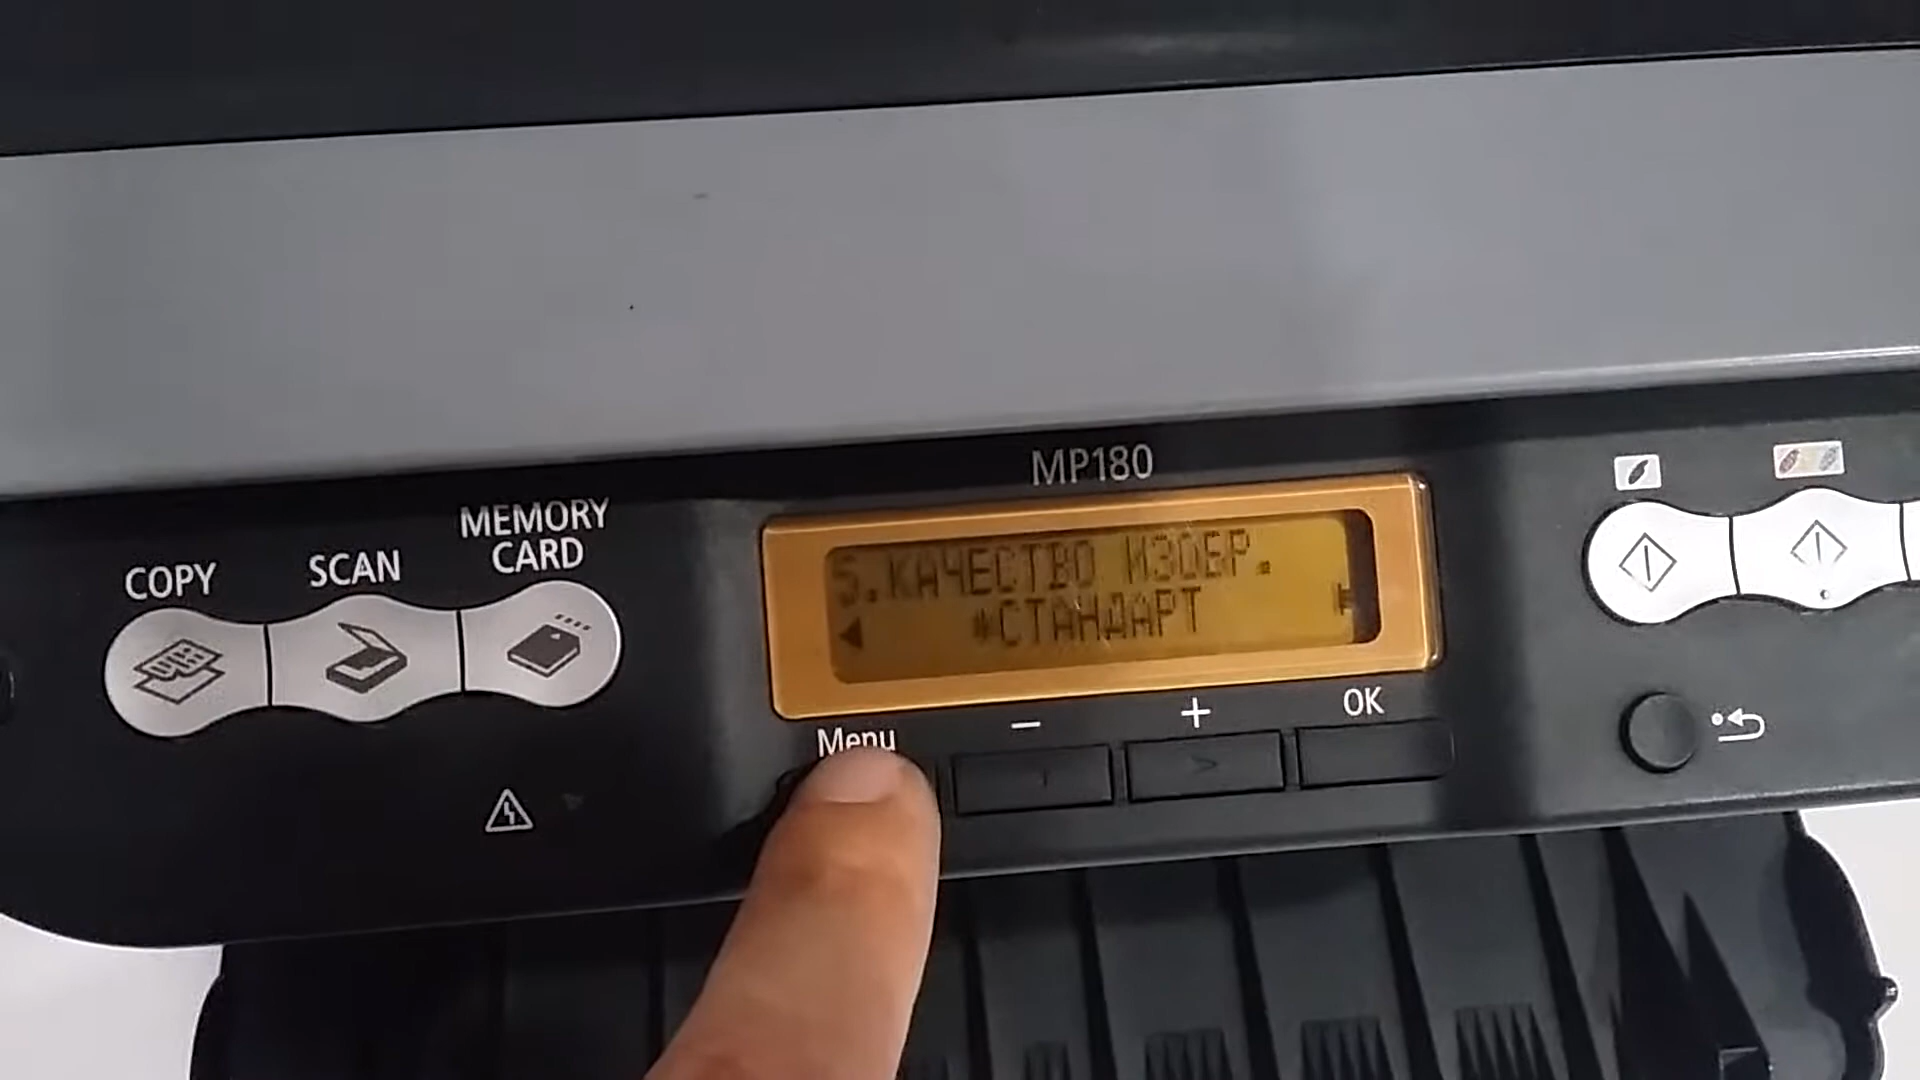 MP180
MEMORY
CARD
SCAN
COPY
5.КАЧЕСТВО ИЗОБР.
*СТАНДАРТ
Menu
−
+
OK